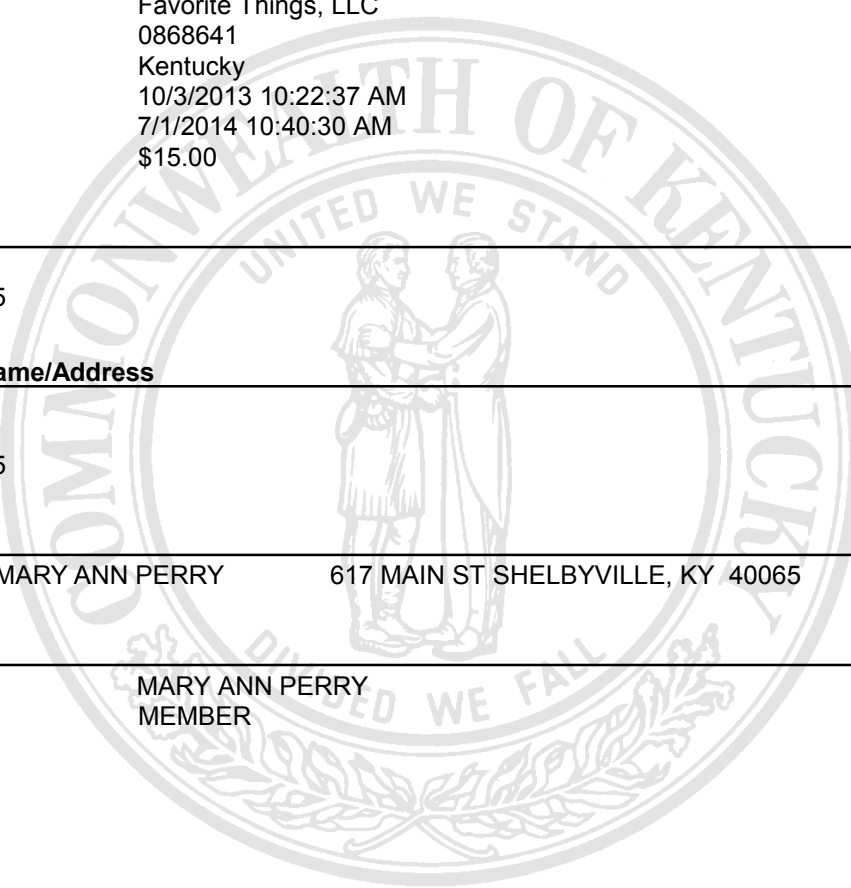 Favorite Things, LLC
0868641
Kentucky
10/3/2013 10:22:37 AM
7/1/2014 10:40:30 AM
$15.00
5
ame/Address
5
MARY ANN PERRY 617 MAIN ST SHELBYVILLE, KY 40065
MARY ANN PERRY
MEMBER
COMMONWEALTH OF KENTUCKY
UNITED WE STAND
DIVIDED WE FALL